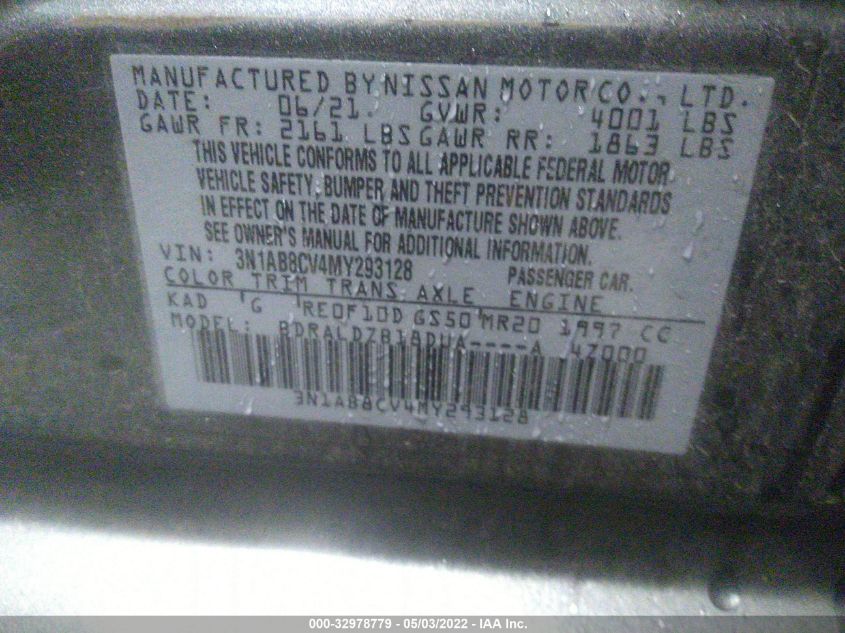 MANUFACTURED BY NISSAN MOTOR CO., LTD.
DATE: 06/21. GVWR: 4001 LBS
GAWR FR: 2161 LBS GAWR RR: 1863 LBS
THIS VEHICLE CONFORMS TO ALL APPLICABLE FEDERAL MOTOR
VEHICLE SAFETY, BUMPER AND THEFT PREVENTION STANDARDS
IN EFFECT ON THE DATE OF MANUFACTURE SHOWN ABOVE.
SEE OWNER'S MANUAL FOR ADDITIONAL INFORMATION.
VIN: 3N1AB8CV4MY293128 PASSENGER CAR.
COLOR TRIM TRANS AXLE ENGINE
KAD G RE0F10D GS50 MR20 1997 CC
MODEL: BDRALDZB18DUA----A 4Z000
3N1AB8CV4MY293128
000-32978779 - 05/03/2022 - IAA Inc.